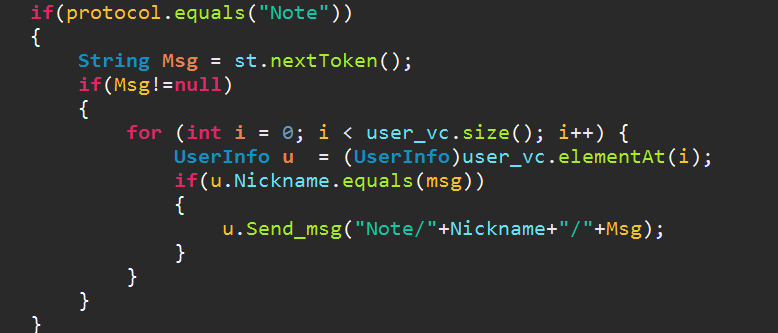 if(protocol.equals("Note"))
{
String Msg = st.nextToken();
if(Msg!=null)
{
for (int i = 0; i < user_vc.size(); i++) {
UserInfo u  = (UserInfo)user_vc.elementAt(i);
if(u.Nickname.equals(msg))
{
u.Send_msg("Note/"+Nickname+"/"+Msg);
}
}
}
}